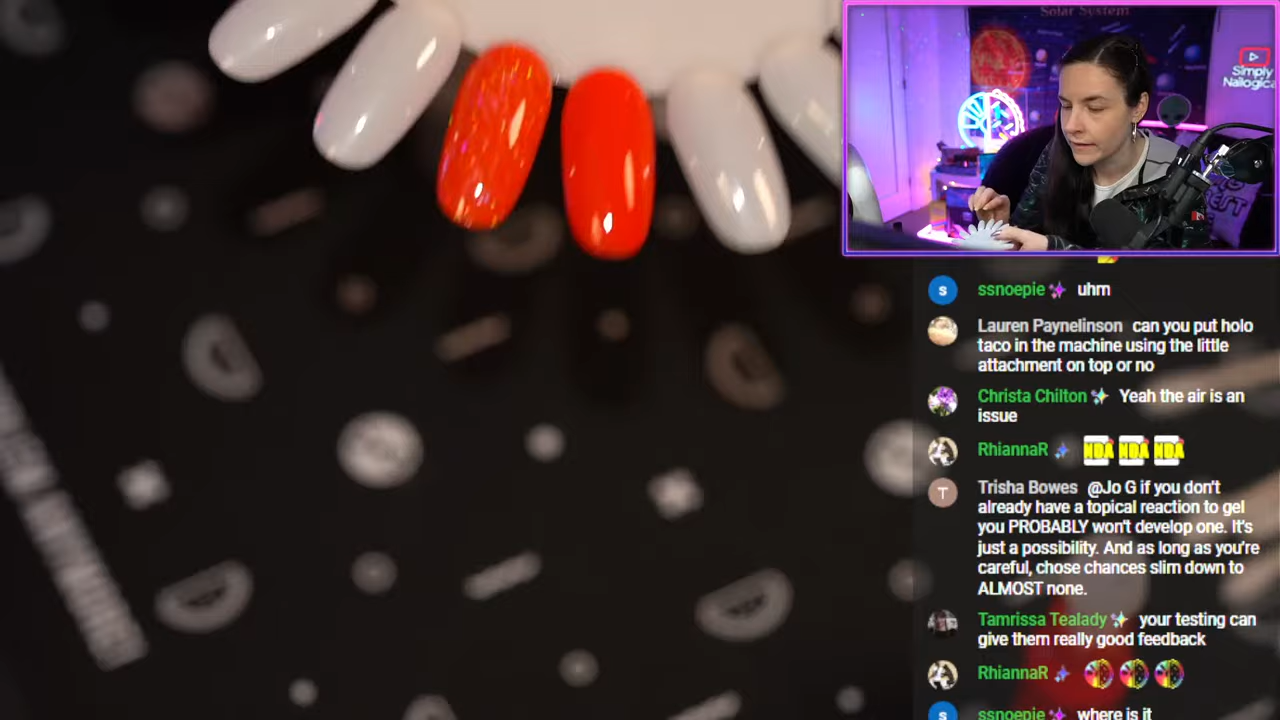 Solar System
Simply
Nailogical
ssnoepie uhm
Lauren Paynelinson can you put holo
taco in the machine using the little
attachment on top or no
Christa Chilton Yeah the air is an
issue
RhiannaR NDA NDA NDA
Trisha Bowes @Jo G if you don't
already have a topical reaction to gel
you PROBABLY won't develop one. It's
just a possibility. And as long as you're
careful, chose chances slim down to
ALMOST none.
Tamrissa Tealady your testing can
give them really good feedback
RhiannaR
ssnoepie where is it